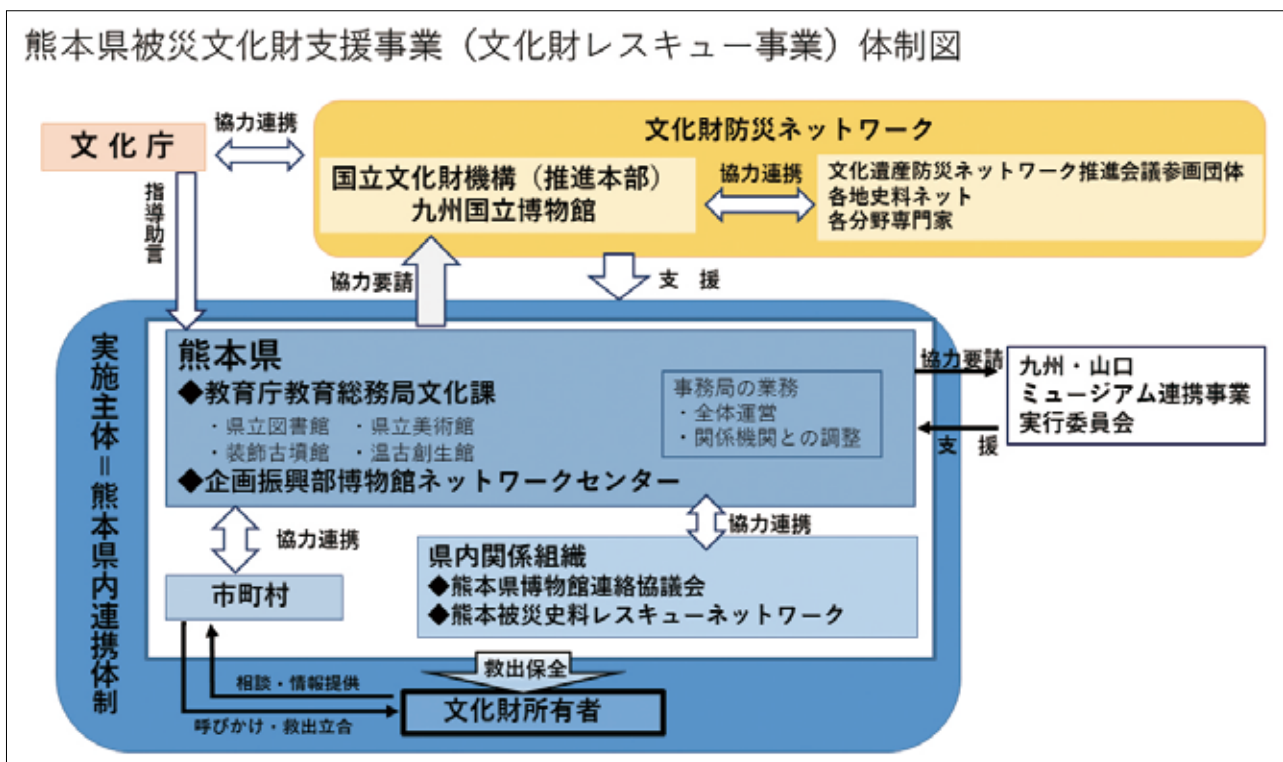 熊本県被災文化財支援事業（文化財レスキュー事業）体制図
文化庁
協力連携
文化財防災ネットワーク
国立文化財機構（推進本部）
九州国立博物館
協力連携
文化遺産防災ネットワーク推進会議参画団体
各地史料ネット
各分野専門家
指導助言
協力要請
支　援
実施主体＝熊本県内連携体制
熊本県
◆教育庁教育総務局文化課
・県立図書館　・県立美術館
・装飾古墳館　・温古創生館
◆企画振興部博物館ネットワークセンター
事務局の業務
・全体運営
・関係機関との調整
協力要請
支　援
九州・山口
ミュージアム連携事業
実行委員会
協力連携
協力連携
市町村
県内関係組織
◆熊本県博物館連絡協議会
◆熊本被災史料レスキューネットワーク
救出保全
相談・情報提供
呼びかけ・救出立合
文化財所有者